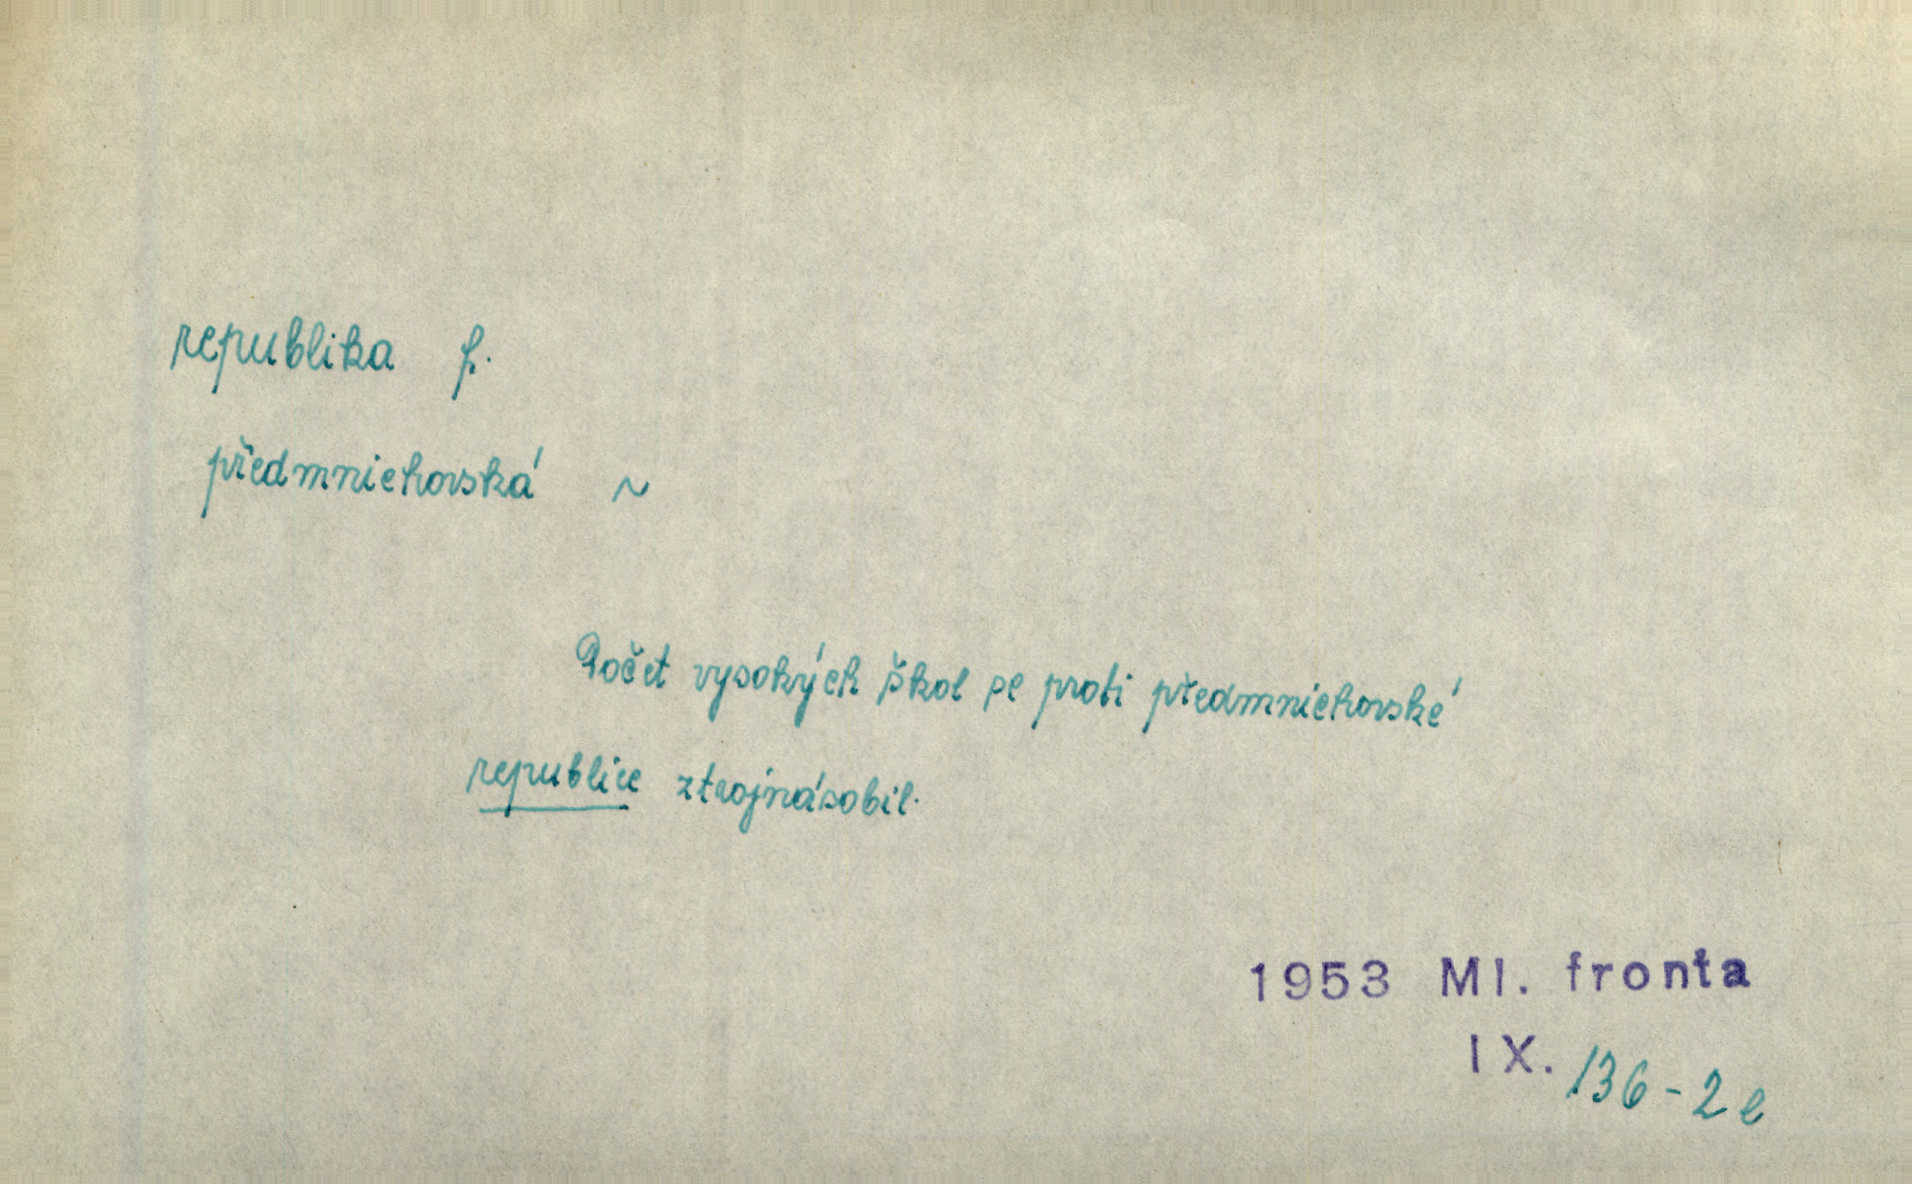 republika f.
předmnichovská ~
Počet vysokých škol se proti předmnichovské
republice ztrojnásobil.
1953 Ml. fronta
IX. 136-2e